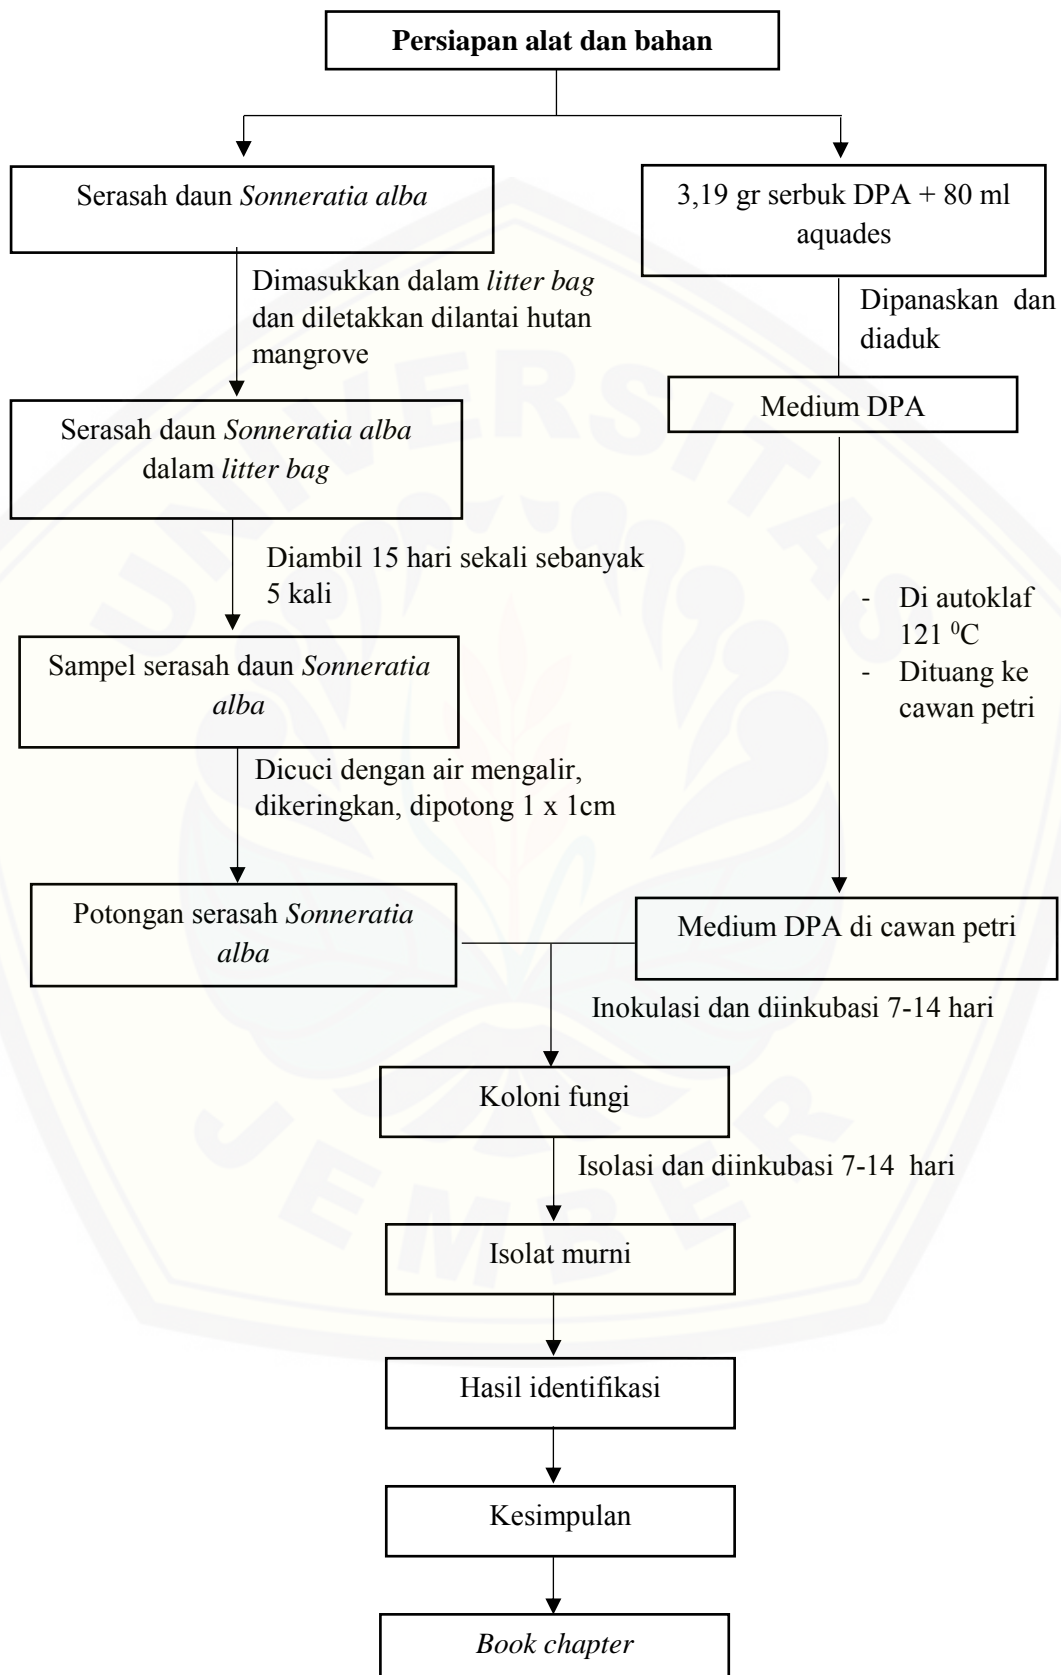 Persiapan alat dan bahan
Serasah daun Sonneratia alba
3,19 gr serbuk DPA + 80 ml
aquades
Dimasukkan dalam litter bag
dan diletakkan dilantai hutan
mangrove
Dipanaskan dan
diaduk
Medium DPA
Serasah daun Sonneratia alba
dalam litter bag
Diambil 15 hari sekali sebanyak
5 kali
- Di autoklaf
121 ⁰C
- Dituang ke
cawan petri
Sampel serasah daun Sonneratia
alba
Dicuci dengan air mengalir,
dikeringkan, dipotong 1 x 1cm
Potongan serasah Sonneratia
alba
Medium DPA di cawan petri
Inokulasi dan diinkubasi 7-14 hari
Koloni fungi
Isolasi dan diinkubasi 7-14 hari
Isolat murni
Hasil identifikasi
Kesimpulan
Book chapter
UNIVERSITAS
JEMBER